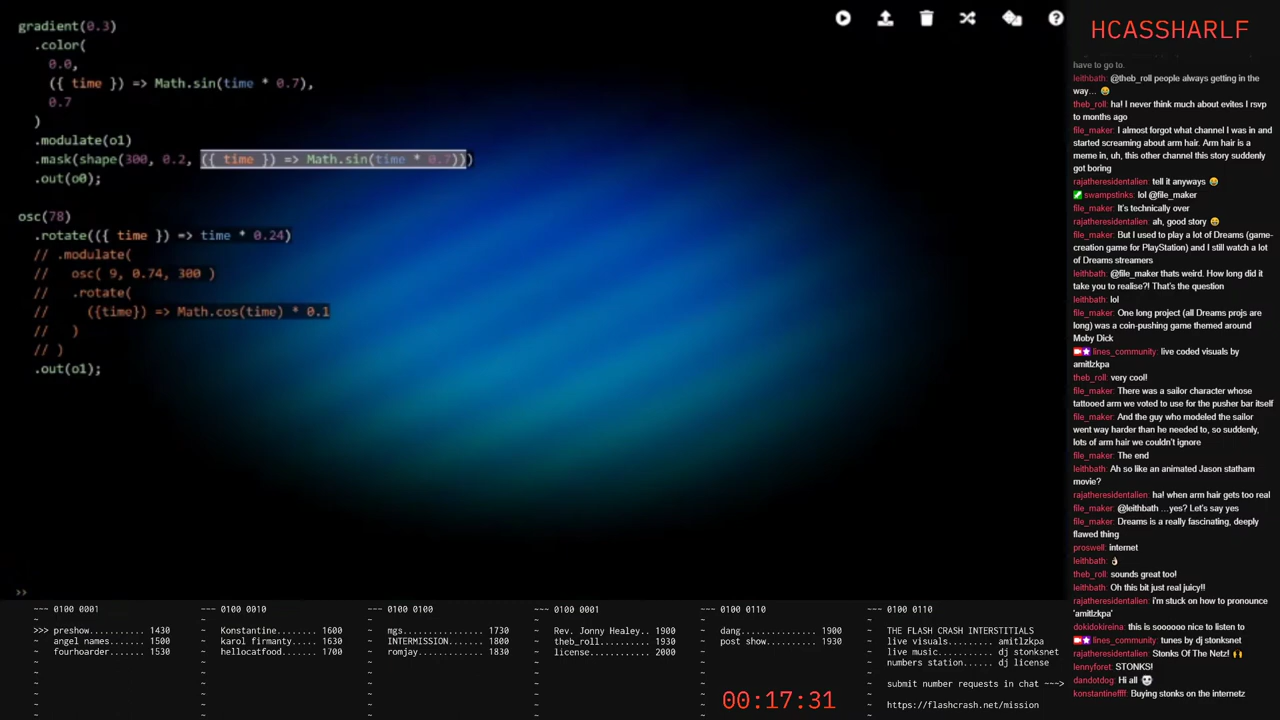 gradient(0.3)
.color(
0.0,
({ time }) => Math.sin(time * 0.7),
0.7
)
.modulate(o1)
.mask(shape(300, 0.2, ({ time }) => Math.sin(time * 0.7)))
.out(o0);
osc(78)
.rotate(({ time }) => time * 0.24)
// .modulate(
// osc( 9, 0.74, 300 )
// .rotate(
// ({time}) => Math.cos(time) * 0.1
// )
// )
.out(o1);
>>
HCASSHARLF
have to go to.
leithbath: @theb_roll people always getting in the
way…
theb_roll: ha! I never think much about evites I rsvp
to months ago
file_maker: I almost forgot what channel I was in and
started screaming about arm hair. Arm hair is a
meme in, uh, this other channel this story suddenly
got boring
rajatheresidentalien: tell it anyways
swampstinks: lol @file_maker
file_maker: It's technically over
rajatheresidentalien: ah, good story
file_maker: But I used to play a lot of Dreams (game-
creation game for PlayStation) and I still watch a lot
of Dreams streamers
leithbath: @file_maker thats weird. How long did it
take you to realise?! That's the question
leithbath: lol
file_maker: One long project (all Dreams projs are
long) was a coin-pushing game themed around
Moby Dick
lines_community: live coded visuals by
amitlzkpa
theb_roll: very cool!
file_maker: There was a sailor character whose
tattooed arm we voted to use for the pusher bar itself
file_maker: And the guy who modeled the sailor
went way harder than he needed to, so suddenly,
lots of arm hair we couldn't ignore
file_maker: The end
leithbath: Ah so like an animated Jason statham
movie?
rajatheresidentalien: ha! when arm hair gets too real
file_maker: @leithbath …yes? Let's say yes
file_maker: Dreams is a really fascinating, deeply
flawed thing
proswell: internet
leithbath: 👌
theb_roll: sounds great too!
leithbath: Oh this bit just real juicy!!
rajatheresidentalien: i'm stuck on how to pronounce
'amitlzkpa'
dokidokireina: this is soooooo nice to listen to
lines_community: tunes by dj stonksnet
rajatheresidentalien: Stonks Of The Netz! 🙌
lennyforet: STONKS!
dandotdog: Hi all
konstantineffff: Buying stonks on the internetz
~~~ 0100 0001
>>> preshow.......... 1430
~ angel names...... 1500
~ fourhoarder...... 1530
~~~ 0100 0010
~ Konstantine...... 1600
~ karol firmanty... 1630
~ hellocatfood..... 1700
~~~ 0100 0100
~ mgs.............. 1730
~ INTERMISSION..... 1800
~ romjay........... 1830
~~~ 0100 0001
~ Rev. Jonny Healey.. 1900
~ theb_roll........ 1930
~ license.......... 2000
~~~ 0100 0110
~ dang............. 1900
~ post show........ 1930
00:17:31
~~~ 0100 0110
~ THE FLASH CRASH INTERSTITIALS
~ live visuals........ amitlzkpa
~ live music.......... dj stonksnet
~ numbers station..... dj license
~ submit number requests in chat ~~~>
~ https://flashcrash.net/mission